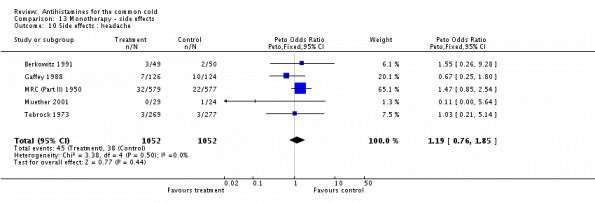 Review: Antihistamines for the common cold
Comparison: 13 Monotherapy - side effects
Outcome: 10 Side effects : headache
Study or subgroup Treatment Control Peto Odds Ratio Weight Peto Odds Ratio
n/N n/N Peto,Fixed,95% CI Peto,Fixed,95% CI
Berkowitz 1991 3/49 2/50 6.1 % 1.55 [ 0.26, 9.28 ]
Gaffey 1988 7/126 10/124 20.1 % 0.67 [ 0.25, 1.80 ]
MRC (Part II) 1950 32/579 22/577 65.1 % 1.47 [ 0.85, 2.54 ]
Muether 2001 0/29 1/24 1.3 % 0.11 [ 0.00, 5.64 ]
Tebrock 1973 3/269 3/277 7.5 % 1.03 [ 0.21, 5.14 ]
Total (95% CI) 1052 1052 100.0 % 1.19 [ 0.76, 1.85 ]
Total events: 45 (Treatment), 38 (Control)
Heterogeneity: Chi² = 3.38, df = 4 (P = 0.50); I² =0.0%
Test for overall effect: Z = 0.77 (P = 0.44)
0.02 0.1 1 10 50
Favours treatment Favours control